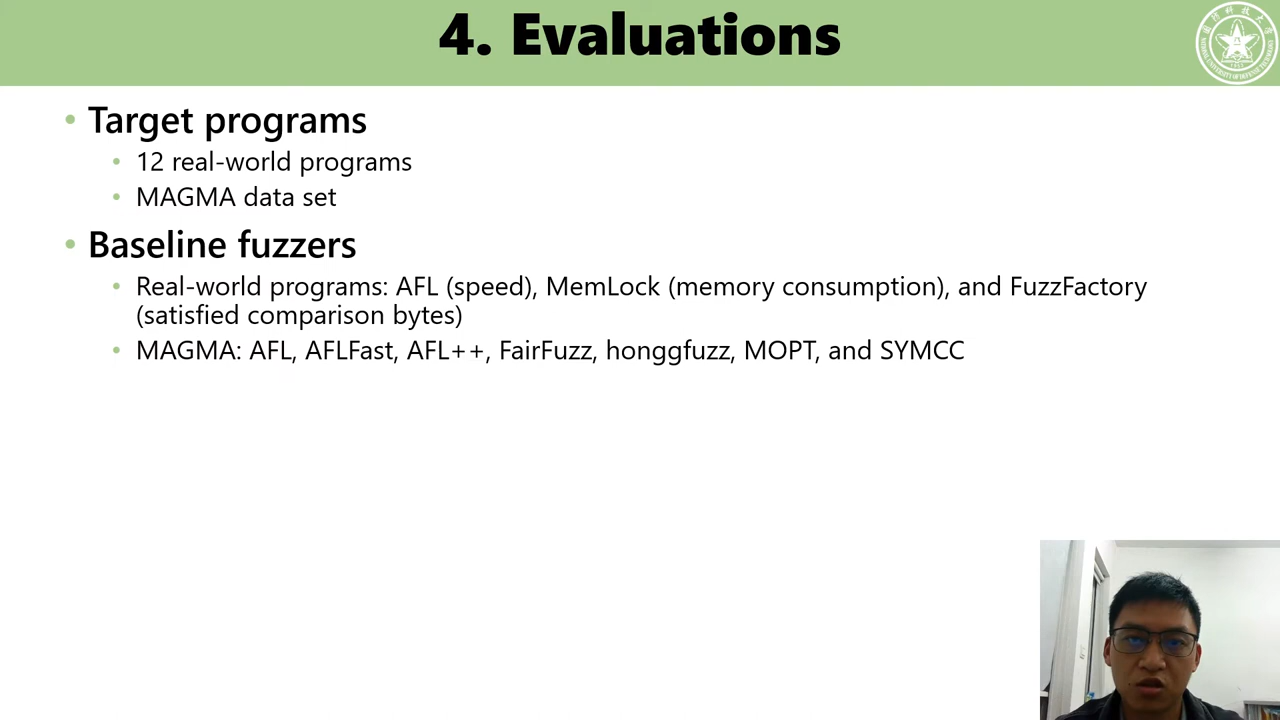 4. Evaluations
• Target programs
• 12 real-world programs
• MAGMA data set
• Baseline fuzzers
• Real-world programs: AFL (speed), MemLock (memory consumption), and FuzzFactory
(satisfied comparison bytes)
• MAGMA: AFL, AFLFast, AFL++, FairFuzz, honggfuzz, MOPT, and SYMCC